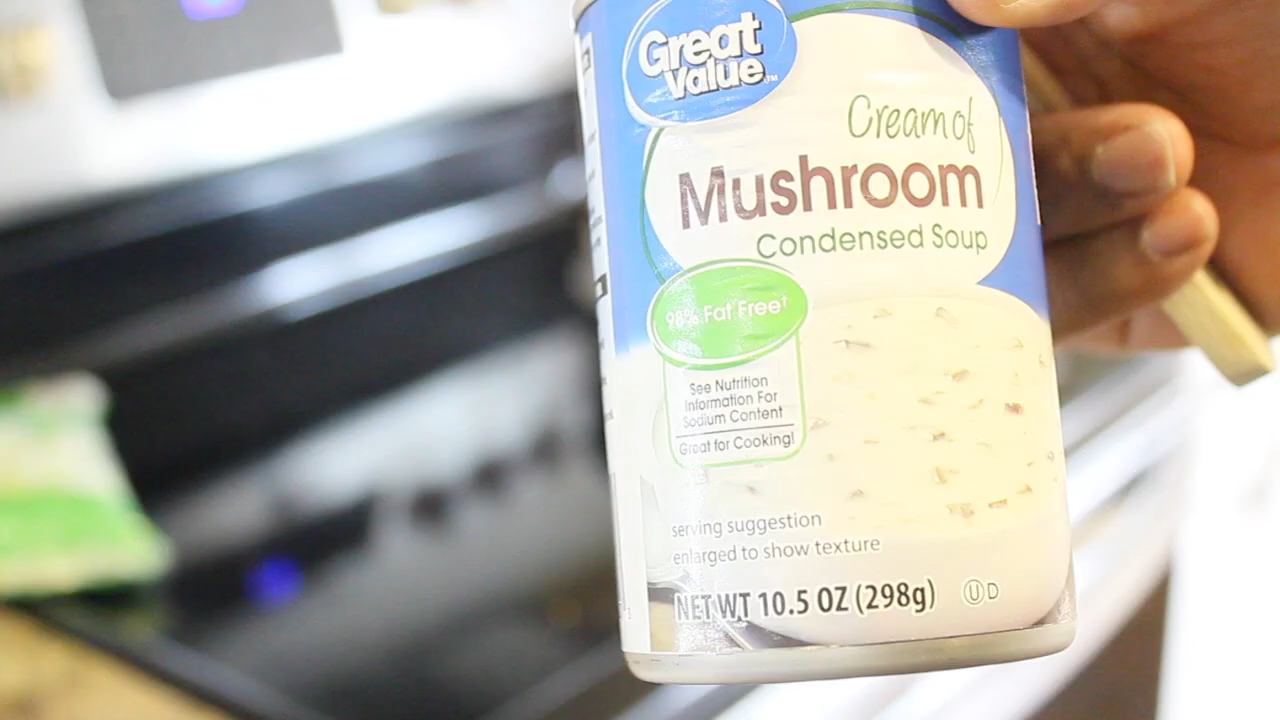 Great
Value™
Cream of
Mushroom
Condensed Soup
98% Fat Free†
See Nutrition
Information For
Sodium Content
Great for Cooking!
serving suggestion
enlarged to show texture
NET WT 10.5 OZ (298g)
Ⓤ D